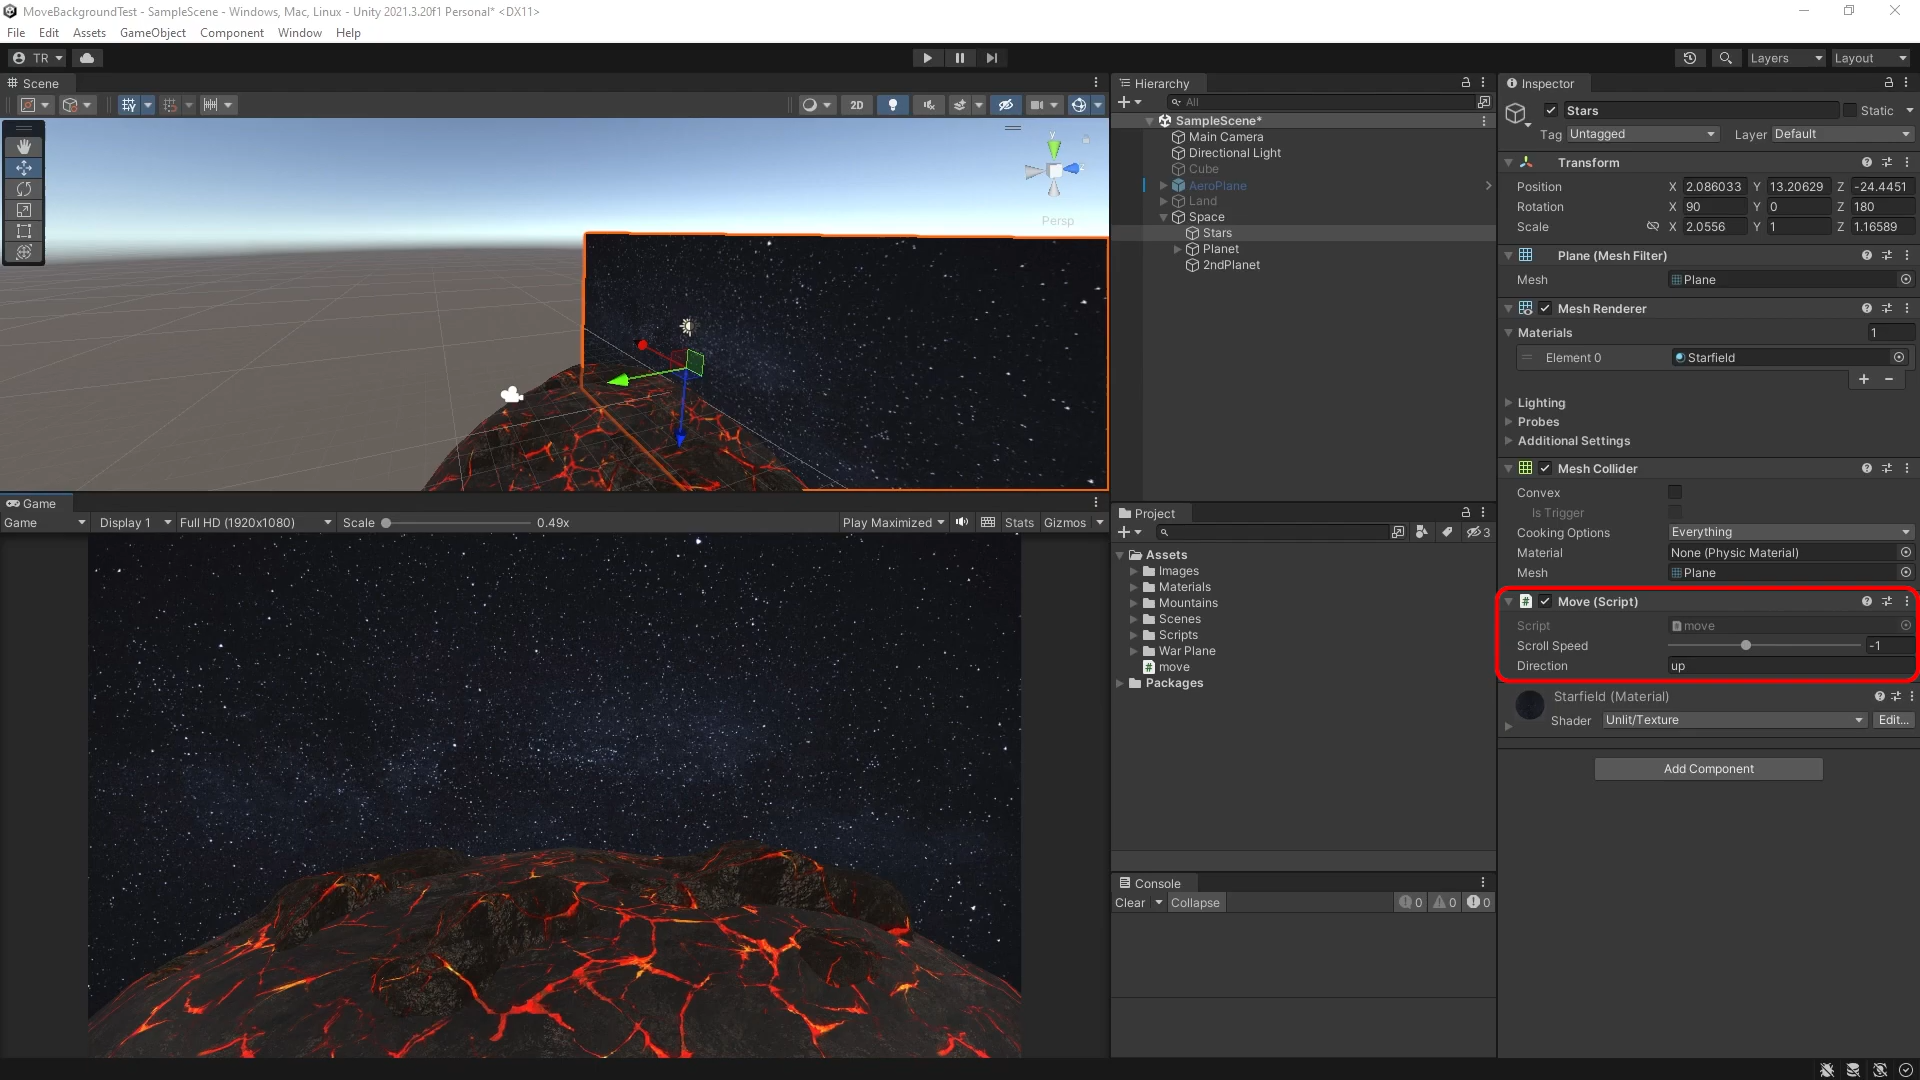 MoveBackgroundTest - SampleScene - Windows, Mac, Linux - Unity 2021.3.20f1 Personal* <DX11>
File Edit Assets GameObject Component Window Help
TR Layers Layout
Scene
2D
y
Persp
Game
Game Display 1 Full HD (1920x1080) Scale 0.49x Play Maximized Stats Gizmos
Hierarchy
All
SampleScene*
Main Camera
Directional Light
Cube
AeroPlane
Land
Space
Stars
Planet
2ndPlanet
Project
3
Assets
Images
Materials
Mountains
Scenes
Scripts
War Plane
move
Packages
Console
Clear Collapse 0 0 0
Inspector
Stars Static
Tag Untagged Layer Default
Transform
Position X 2.086033 Y 13.20629 Z -24.4451
Rotation X 90 Y 0 Z 180
Scale X 2.0556 Y 1 Z 1.16589
Plane (Mesh Filter)
Mesh Plane
Mesh Renderer
Materials 1
Element 0 Starfield
Lighting
Probes
Additional Settings
Mesh Collider
Convex
Is Trigger
Cooking Options Everything
Material None (Physic Material)
Mesh Plane
Move (Script)
Script move
Scroll Speed -1
Direction up
Starfield (Material)
Shader Unlit/Texture Edit...
Add Component